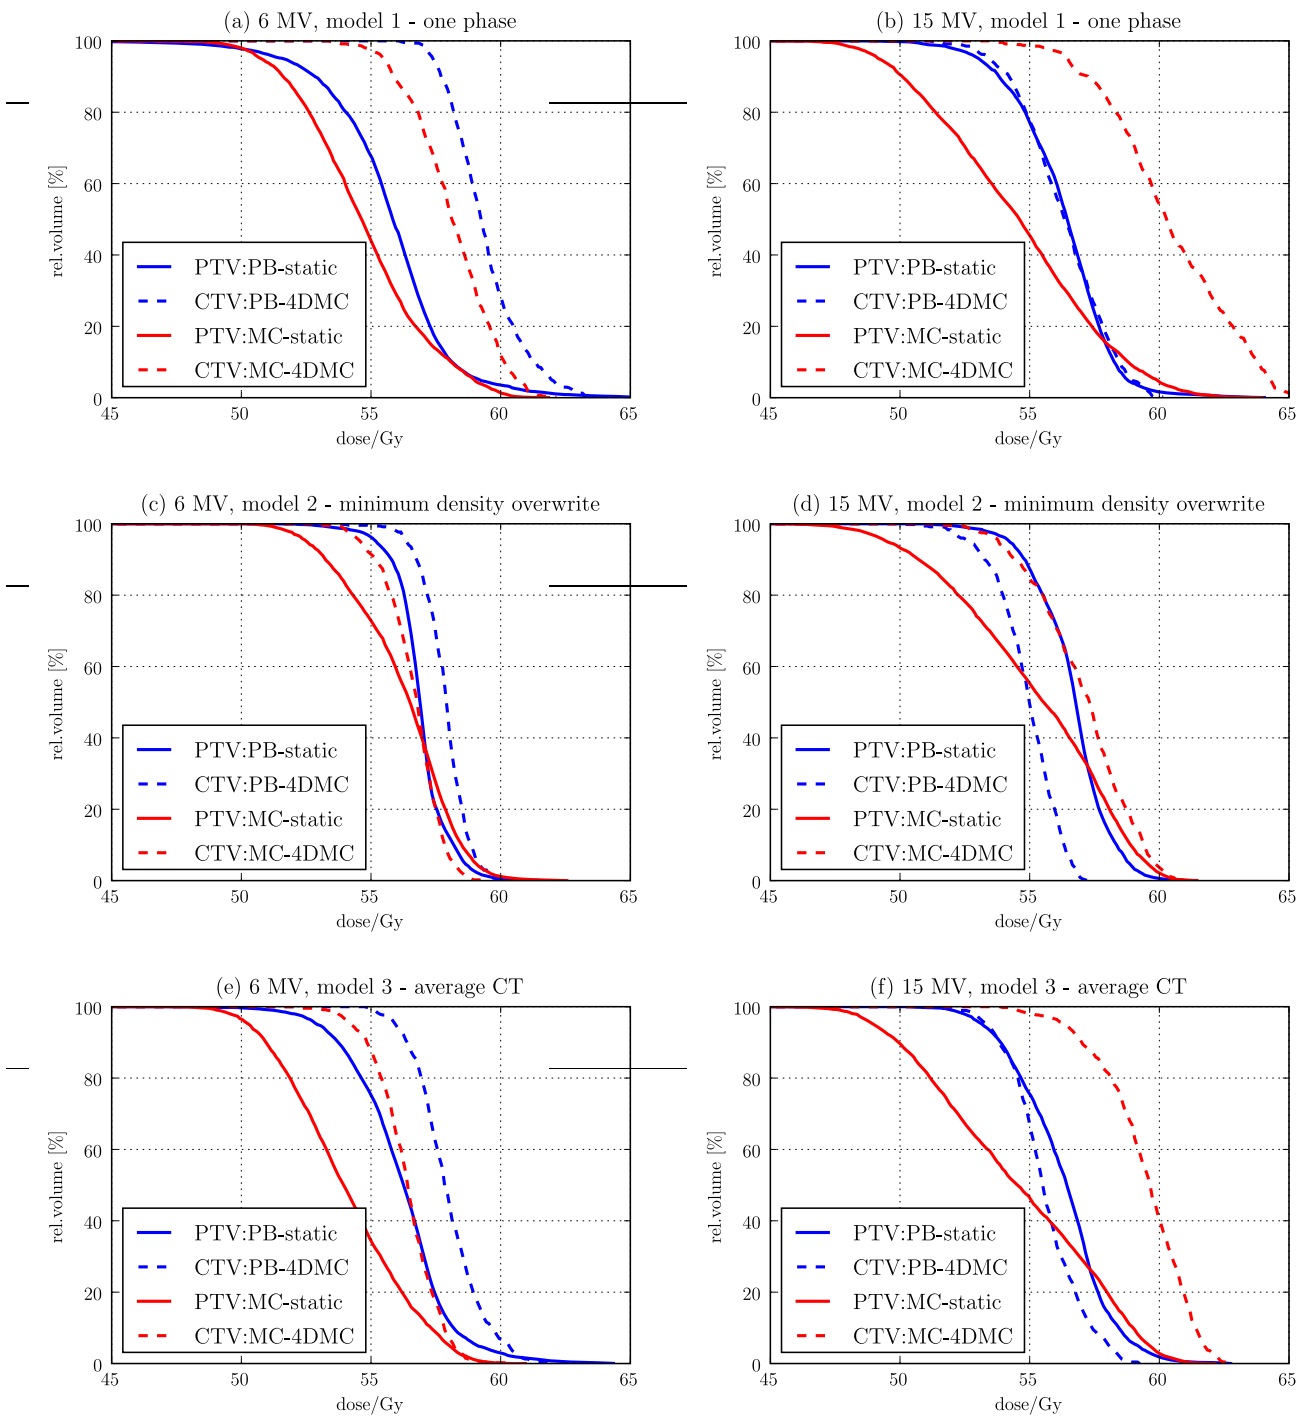 (a) 6 MV, model 1 - one phase
100
80
60
40
20
0
rel.volume [%]
PTV:PB-static
CTV:PB-4DMC
PTV:MC-static
CTV:MC-4DMC
45 50 55 60 65
dose/Gy
(b) 15 MV, model 1 - one phase
100
80
60
40
20
0
rel.volume [%]
PTV:PB-static
CTV:PB-4DMC
PTV:MC-static
CTV:MC-4DMC
45 50 55 60 65
dose/Gy
(c) 6 MV, model 2 - minimum density overwrite
100
80
60
40
20
0
rel.volume [%]
PTV:PB-static
CTV:PB-4DMC
PTV:MC-static
CTV:MC-4DMC
45 50 55 60 65
dose/Gy
(d) 15 MV, model 2 - minimum density overwrite
100
80
60
40
20
0
rel.volume [%]
PTV:PB-static
CTV:PB-4DMC
PTV:MC-static
CTV:MC-4DMC
45 50 55 60 65
dose/Gy
(e) 6 MV, model 3 - average CT
100
80
60
40
20
0
rel.volume [%]
PTV:PB-static
CTV:PB-4DMC
PTV:MC-static
CTV:MC-4DMC
45 50 55 60 65
dose/Gy
(f) 15 MV, model 3 - average CT
100
80
60
40
20
0
rel.volume [%]
PTV:PB-static
CTV:PB-4DMC
PTV:MC-static
CTV:MC-4DMC
45 50 55 60 65
dose/Gy